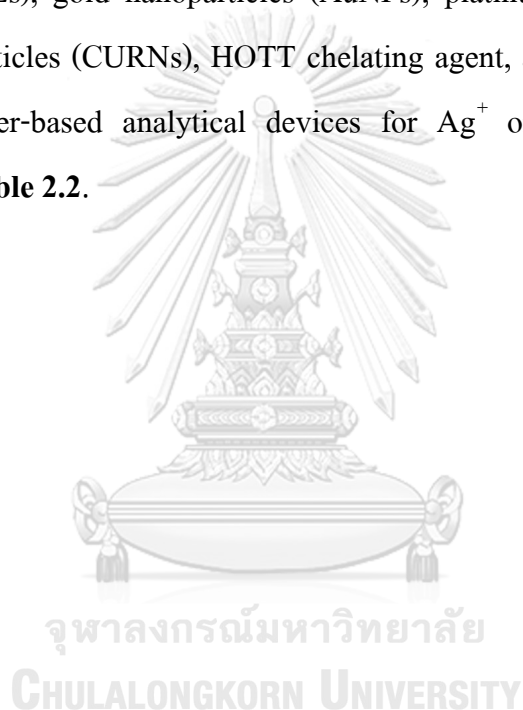 gold nanoparticles (AuNPs),
ticles (CURNs), HOTT chelating agent,
er-based analytical devices for Ag⁺
ble 2.2.
จุฬาลงกรณ์มหาวิทยาลัย
CHULALONGKORN UNIVERSITY